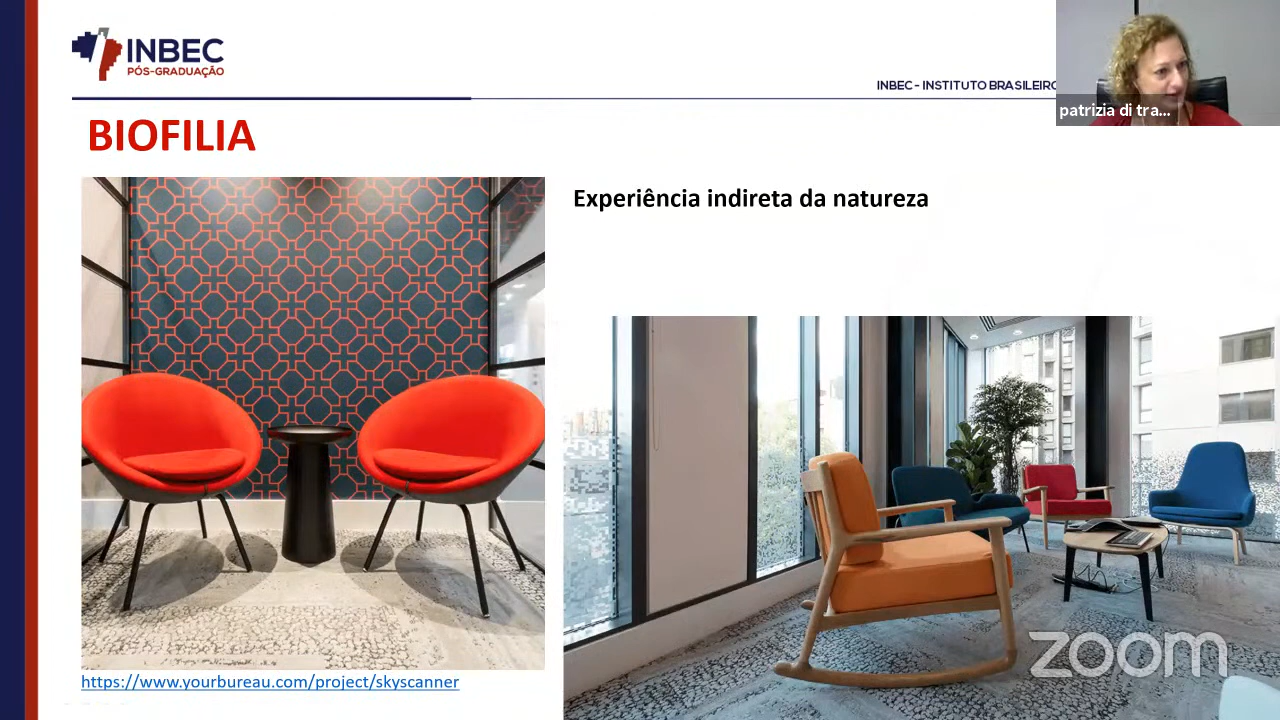 INBEC
PÓS-GRADUAÇÃO
INBEC - INSTITUTO BRASILEIRO
patrizia di tra...
BIOFILIA
Experiência indireta da natureza
zoom
https://www.yourbureau.com/project/skyscanner